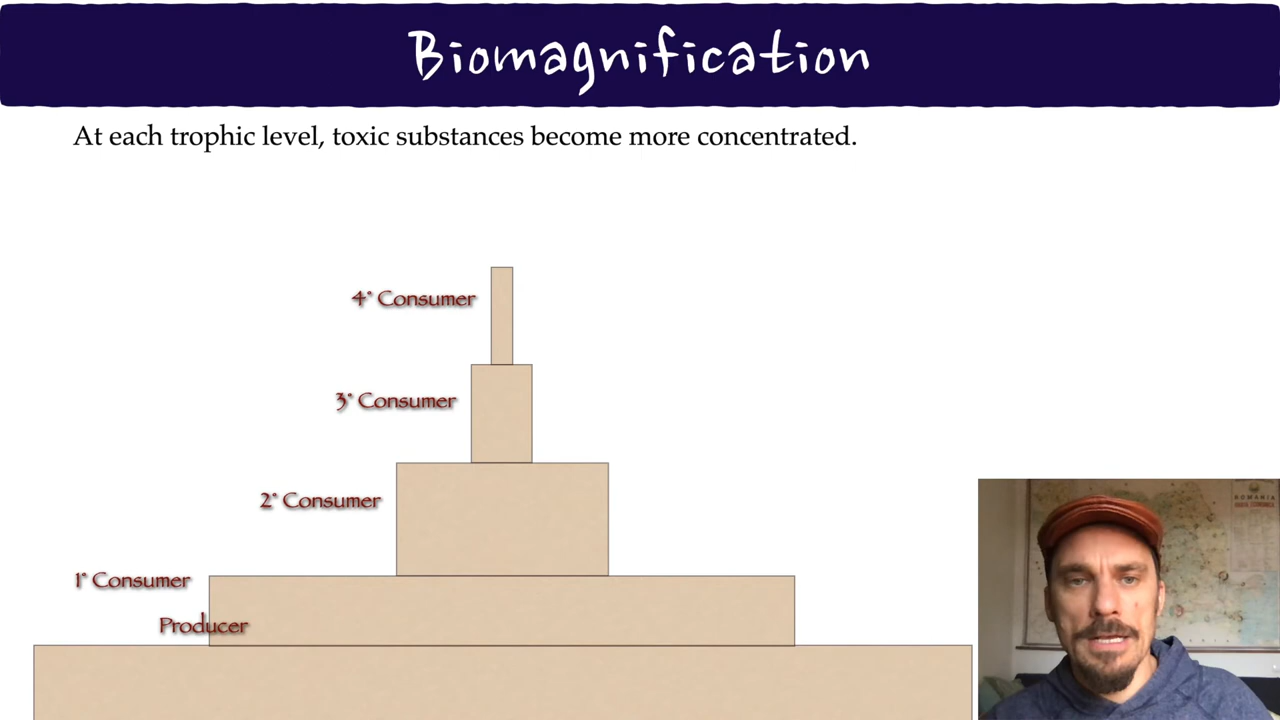 Biomagnification
At each trophic level, toxic substances become more concentrated.
4° Consumer
3° Consumer
2° Consumer
1° Consumer
Producer
ROMANIA